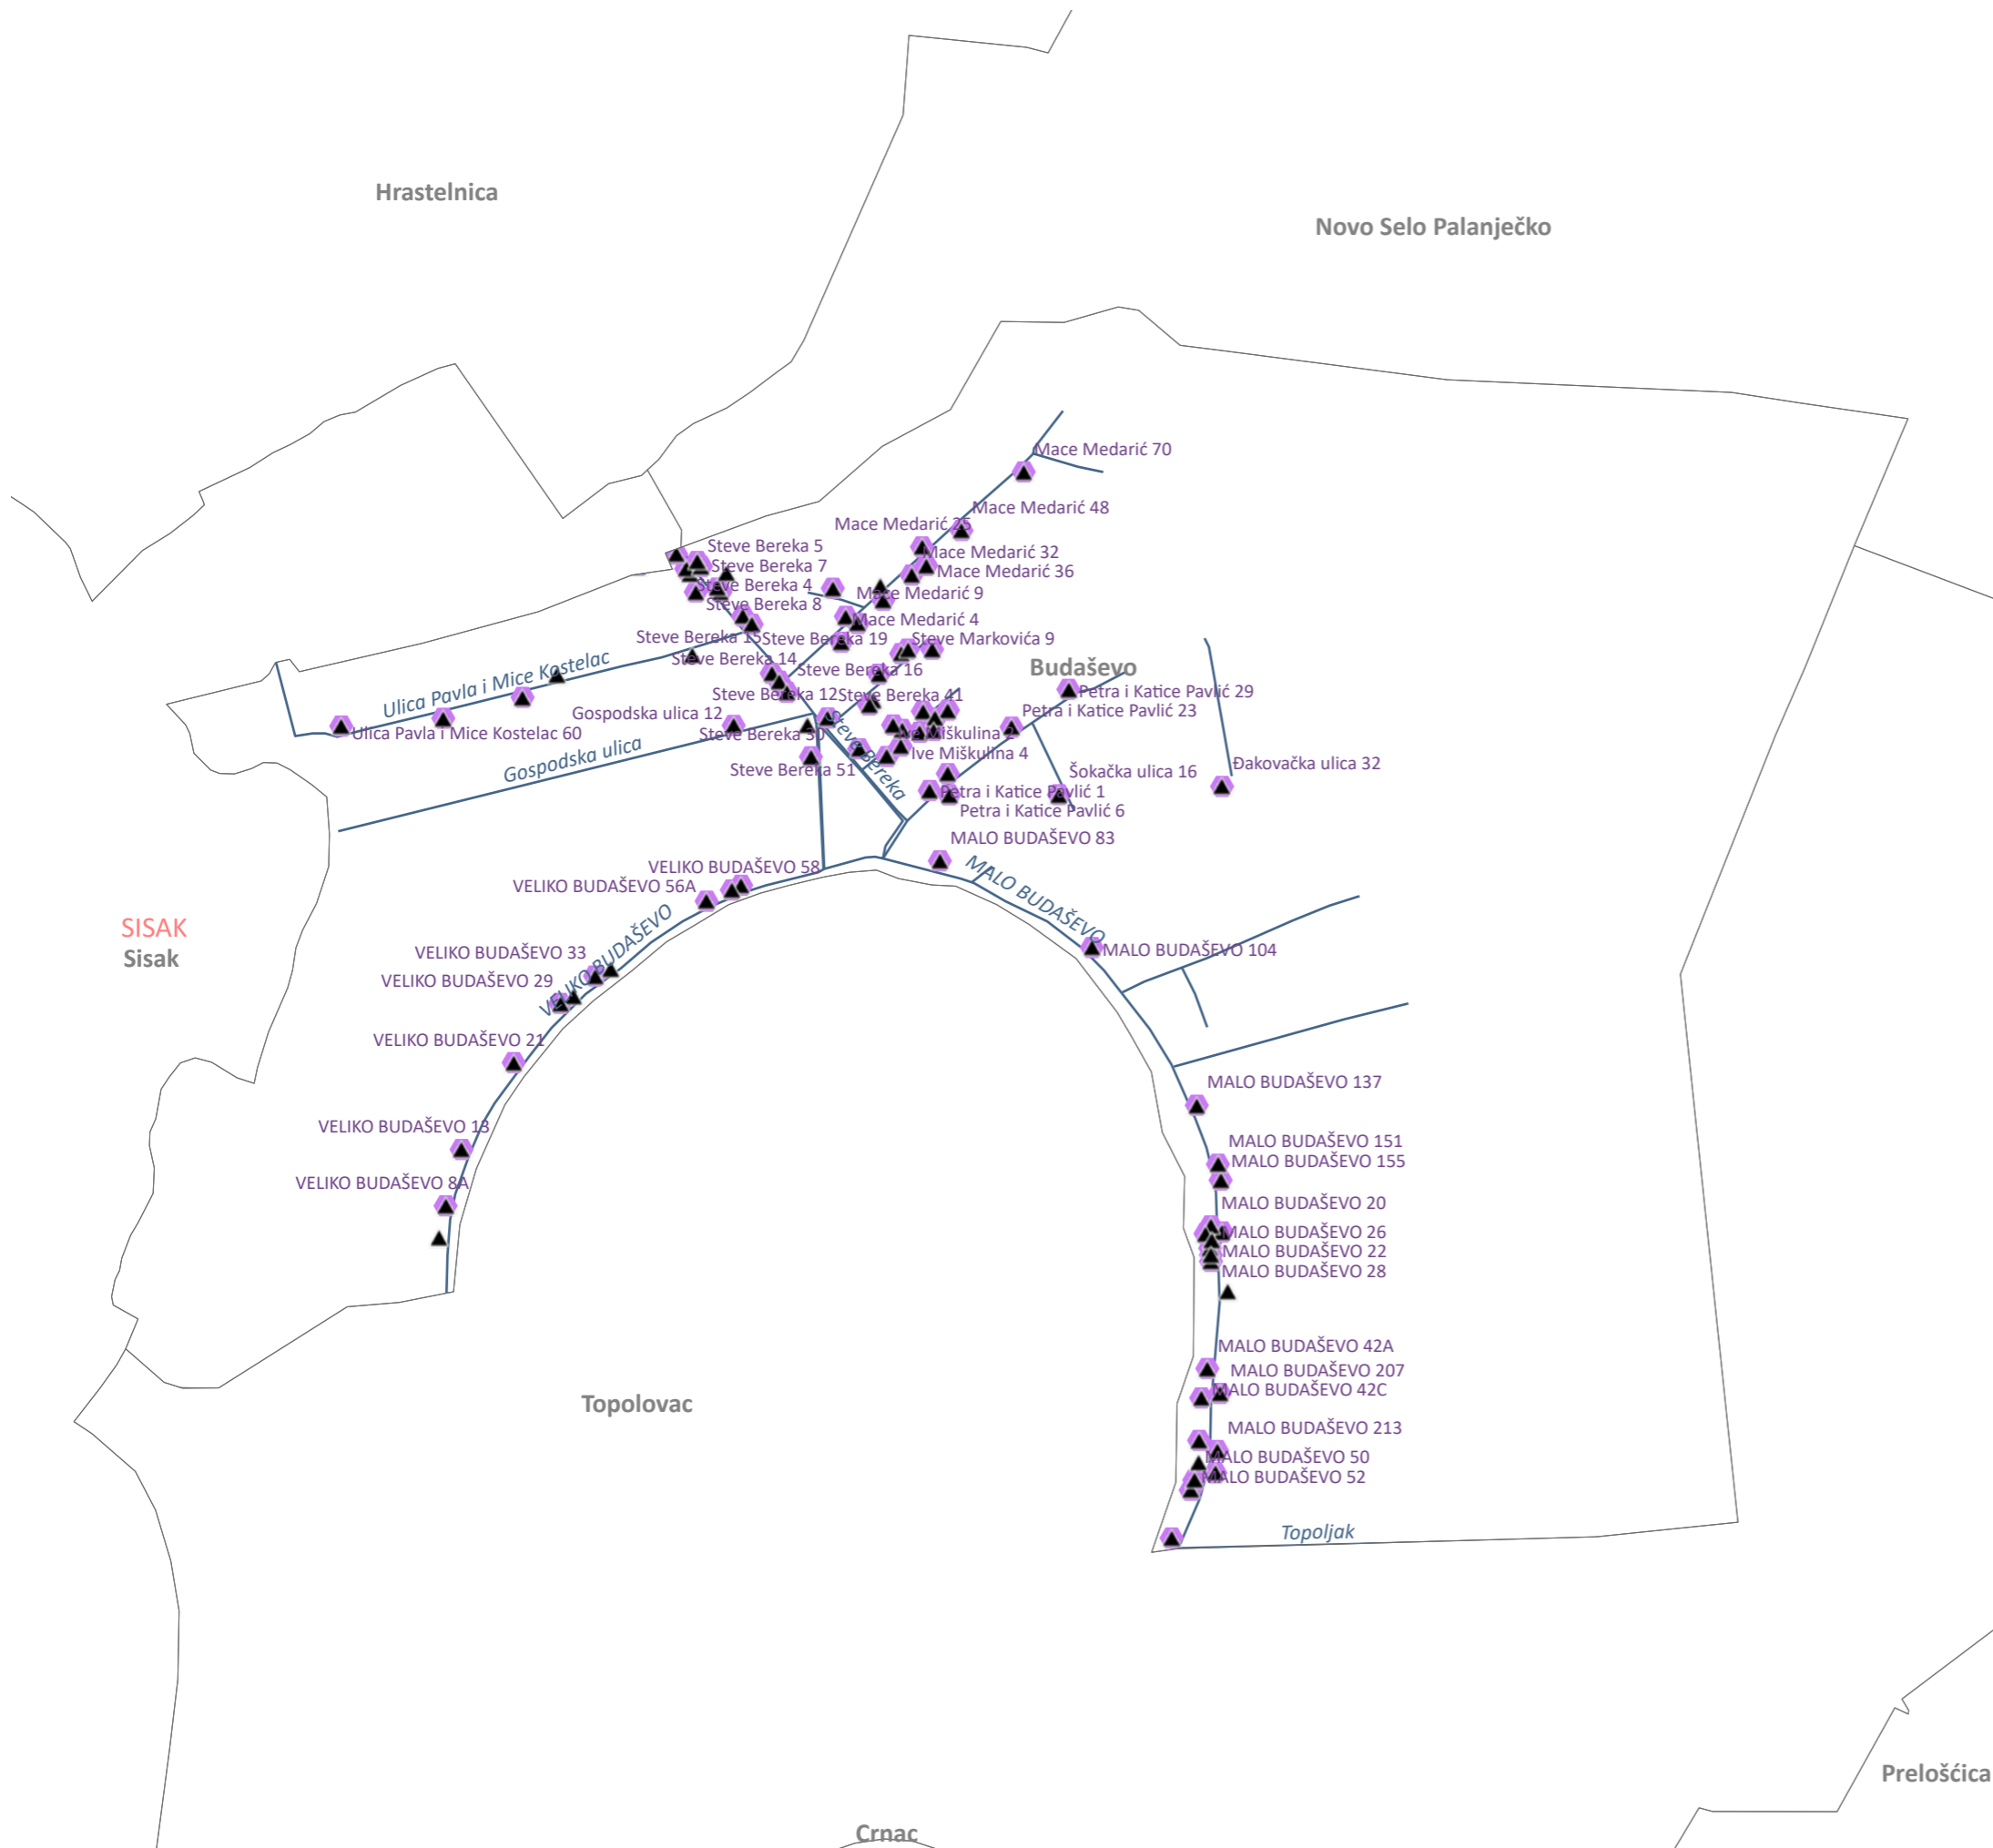 Hrastelnica
Novo Selo Palanječko
Mace Medarić 70
Mace Medarić 48
Mace Medarić 25
Steve Bereka 5
Mace Medarić 32
Steve Bereka 7
Mace Medarić 36
Steve Bereka 4
Mace Medarić 9
Steve Bereka 8
Mace Medarić 4
Steve Bereka 15
Steve Bereka 19
Steve Markovića 9
Steve Bereka 14
Budaševo
Steve Bereka 16
Ulica Pavla i Mice Kostelac
Steve Bereka 12
Steve Bereka 41
Petra i Katice Pavlić 29
Gospodska ulica 12
Petra i Katice Pavlić 23
Ulica Pavla i Mice Kostelac 60
Steve Bereka 30
Ive Miškulina 2
Steve Bereka
Gospodska ulica
Ive Miškulina 4
Steve Bereka 51
Šokačka ulica 16
Đakovačka ulica 32
Petra i Katice Pavlić 1
Petra i Katice Pavlić 6
MALO BUDAŠEVO 83
VELIKO BUDAŠEVO 58
VELIKO BUDAŠEVO 56A
MALO BUDAŠEVO
SISAK
Sisak
VELIKO BUDAŠEVO
VELIKO BUDAŠEVO 33
MALO BUDAŠEVO 104
VELIKO BUDAŠEVO 29
VELIKO BUDAŠEVO 21
MALO BUDAŠEVO 137
VELIKO BUDAŠEVO 13
MALO BUDAŠEVO 151
MALO BUDAŠEVO 155
VELIKO BUDAŠEVO 8A
MALO BUDAŠEVO 20
MALO BUDAŠEVO 26
MALO BUDAŠEVO 22
MALO BUDAŠEVO 28
MALO BUDAŠEVO 42A
MALO BUDAŠEVO 207
MALO BUDAŠEVO 42C
Topolovac
MALO BUDAŠEVO 213
MALO BUDAŠEVO 50
MALO BUDAŠEVO 52
Topoljak
Prelošćica
Crnac